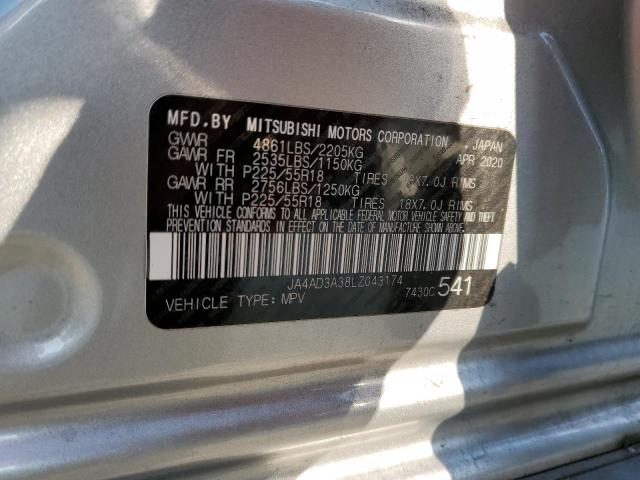 MFD. BY MITSUBISHI MOTORS CORPORATION , JAPAN
GVWR 4861LBS/2205KG APR 2020
GAWR FR 2535LBS/1150KG
WITH P225/55R18 TIRES 18X7.0J RIMS
GAWR RR 2756LBS/1250KG
WITH P225/55R18 TIRES 18X7.0J RIMS
THIS VEHICLE CONFORMS TO ALL APPLICABLE FEDERAL MOTOR VEHICLE SAFETY AND THEFT
PREVENTION STANDARDS IN EFFECT ON THE DATE OF MANUFACTURE SHOWN ABOVE.
JA4AD3A38LZ043174
VEHICLE TYPE: MPV 7430C 541